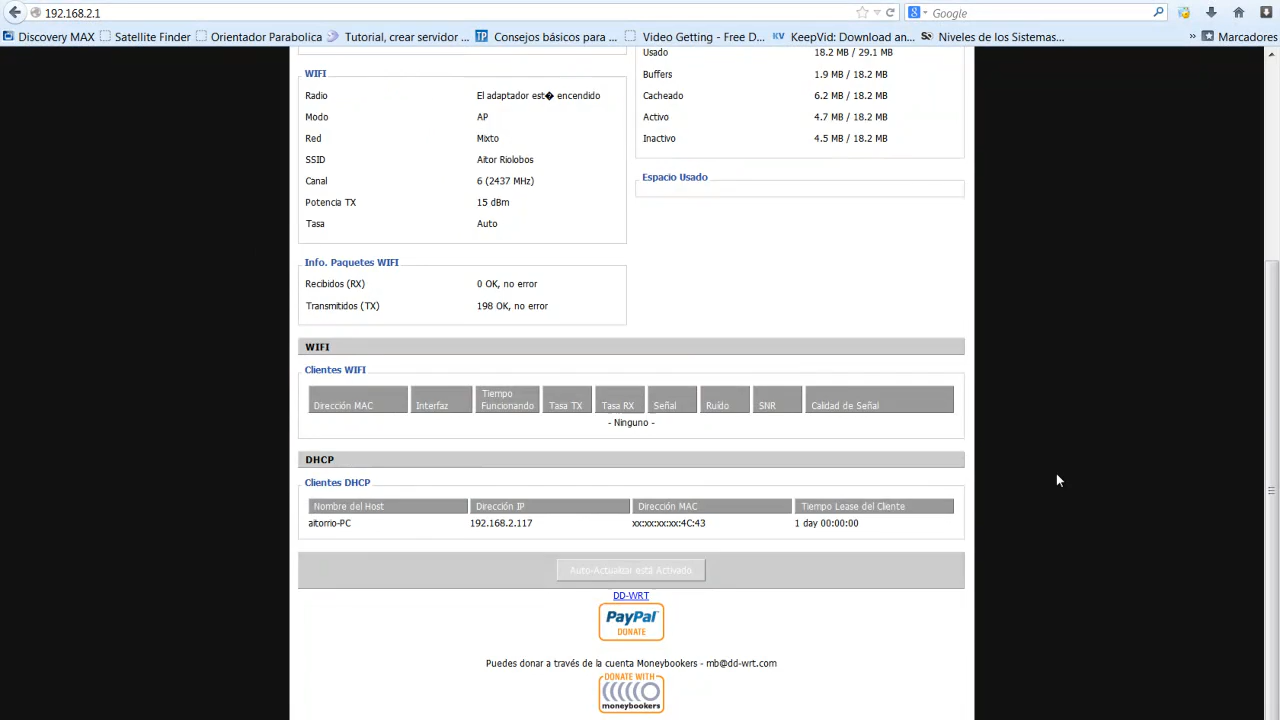 192.168.2.1
Google
Discovery MAX
Satellite Finder
Orientador Parabolica
Tutorial, crear servidor ...
TP
Consejos básicos para ...
Video Getting - Free D...
KV
KeepVid: Download an...
Niveles de los Sistemas...
» Marcadores
WIFI
Radio El adaptador est� encendido
Modo AP
Red Mixto
SSID Aitor Riolobos
Canal 6 (2437 MHz)
Potencia TX 15 dBm
Tasa Auto
Info. Paquetes WIFI
Recibidos (RX) 0 OK, no error
Transmitidos (TX) 198 OK, no error
Usado 18.2 MB / 29.1 MB
Buffers 1.9 MB / 18.2 MB
Cacheado 6.2 MB / 18.2 MB
Activo 4.7 MB / 18.2 MB
Inactivo 4.5 MB / 18.2 MB
Espacio Usado
WIFI
Clientes WIFI
Dirección MAC Interfaz Tiempo Funcionando Tasa TX Tasa RX Señal Ruído SNR Calidad de Señal
- Ninguno -
DHCP
Clientes DHCP
Nombre del Host Dirección IP Dirección MAC Tiempo Lease del Cliente
aitorrio-PC 192.168.2.117 xx:xx:xx:xx:4C:43 1 day 00:00:00
Auto-Actualisar está Activado.
DD-WRT
PayPal
DONATE
Puedes donar a través de la cuenta Moneybookers - mb@dd-wrt.com
DONATE WITH
moneybookers